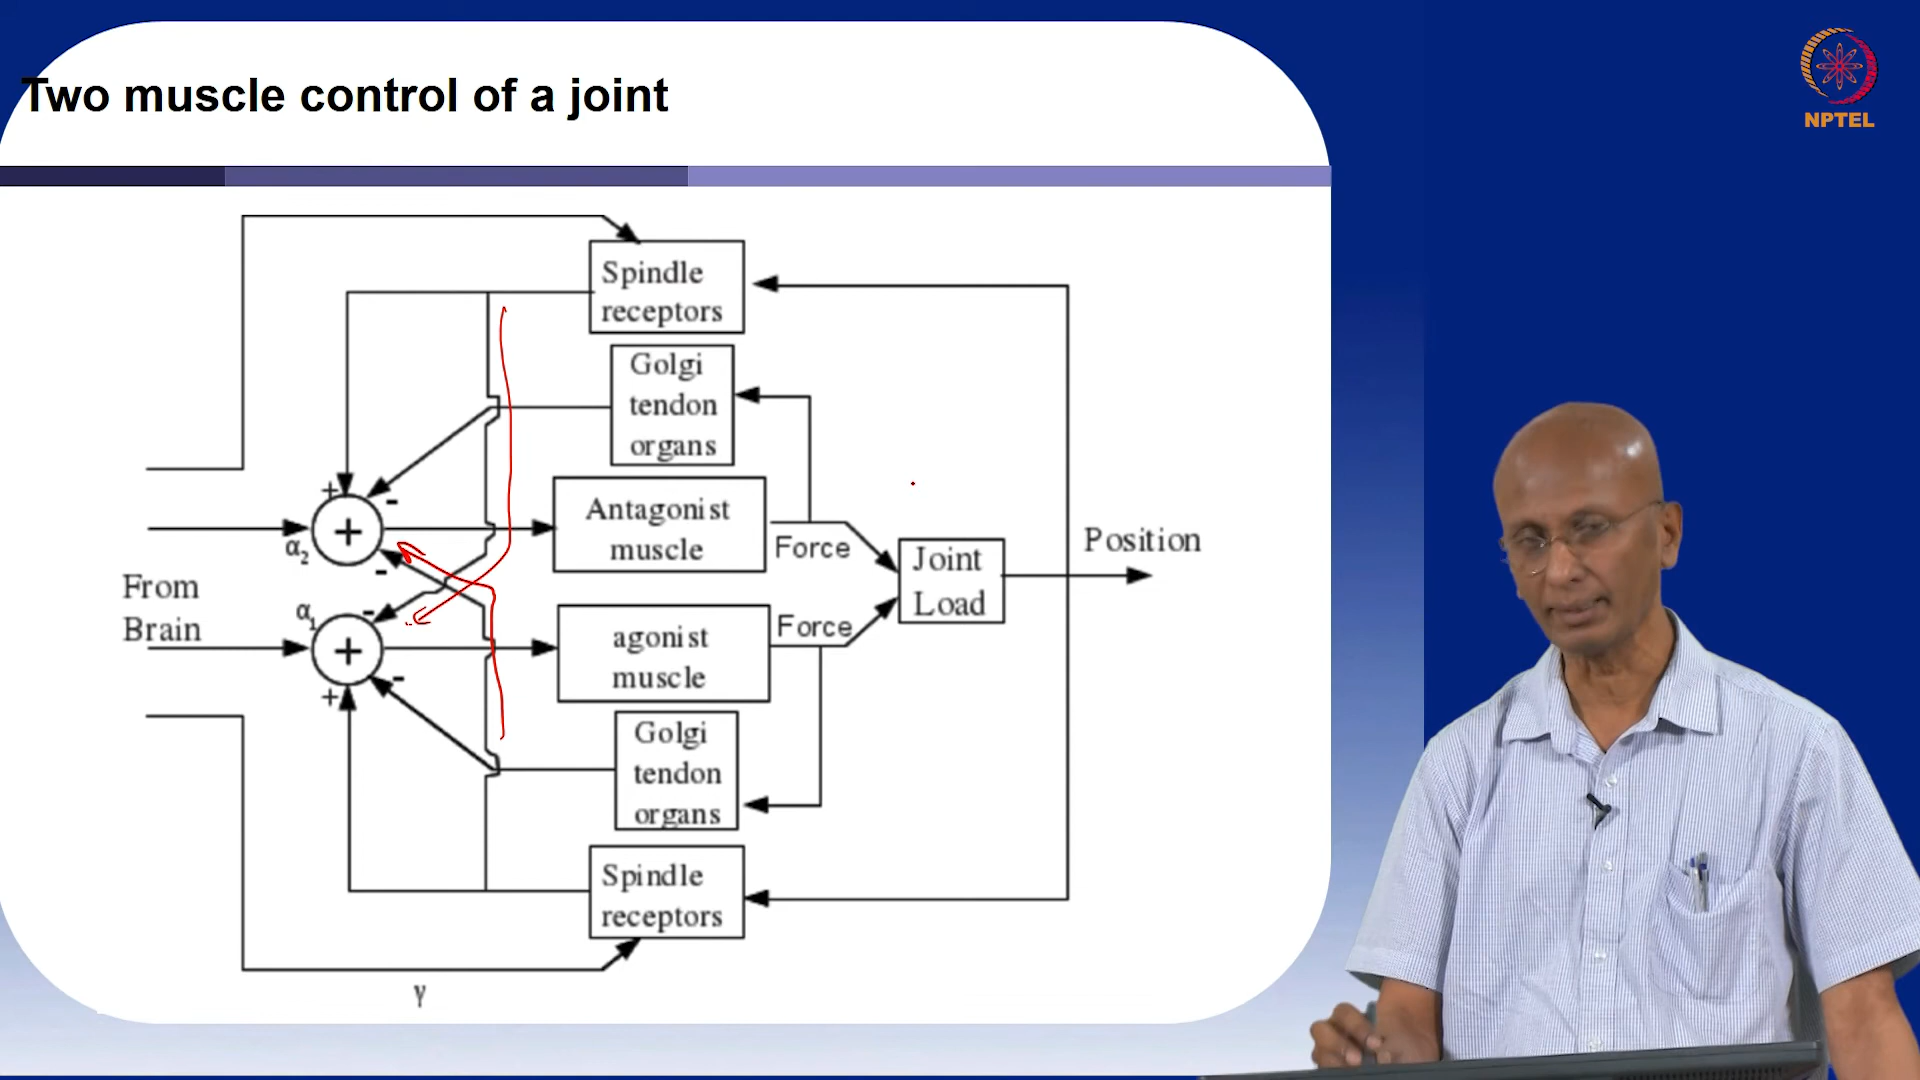 Two muscle control of a joint
NPTEL
Spindle
receptors
Golgi
tendon
organs
+
-
+
α2
-
Antagonist
muscle
Force
Joint
Load
Position
From
Brain
α1
-
+
-
+
agonist
muscle
Force
Golgi
tendon
organs
Spindle
receptors
γ